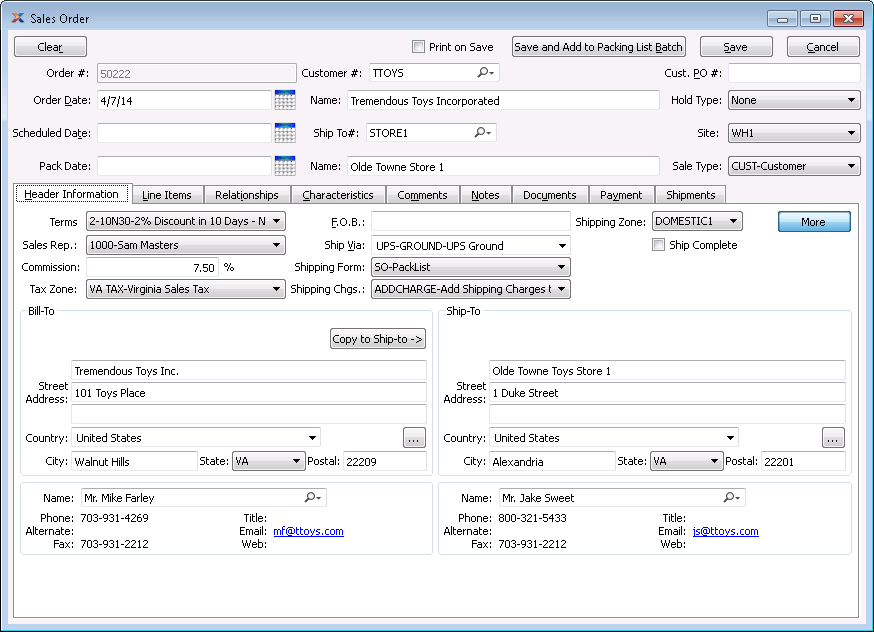 Sales Order
Clear Print on Save Save and Add to Packing List Batch Save Cancel
Order #: 50222 Customer #: TTOYS Cust. PO #:
Order Date: 4/7/14 Name: Tremendous Toys Incorporated Hold Type: None
Scheduled Date: Ship To#: STORE1 Site: WH1
Pack Date: Name: Olde Towne Store 1 Sale Type: CUST-Customer
Header Information Line Items Relationships Characteristics Comments Notes Documents Payment Shipments
Terms 2-10N30-2% Discount in 10 Days - N F.O.B.: Shipping Zone: DOMESTIC1 More
Sales Rep.: 1000-Sam Masters Ship Via: UPS-GROUND-UPS Ground Ship Complete
Commission: 7.50 % Shipping Form: SO-PackList
Tax Zone: VA TAX-Virginia Sales Tax Shipping Chgs.: ADDCHARGE-Add Shipping Charges t
Bill-To Ship-To
Copy to Ship-to ->
Tremendous Toys Inc. Olde Towne Toys Store 1
Street Address: 101 Toys Place Street Address: 1 Duke Street
Country: United States ... Country: United States ...
City: Walnut Hills State: VA Postal: 22209 City: Alexandria State: VA Postal: 22201
Name: Mr. Mike Farley Name: Mr. Jake Sweet
Phone: 703-931-4269 Title: Phone: 800-321-5433 Title:
Alternate: Email: mf@ttoys.com Alternate: Email: js@ttoys.com
Fax: 703-931-2212 Web: Fax: 703-931-2212 Web: